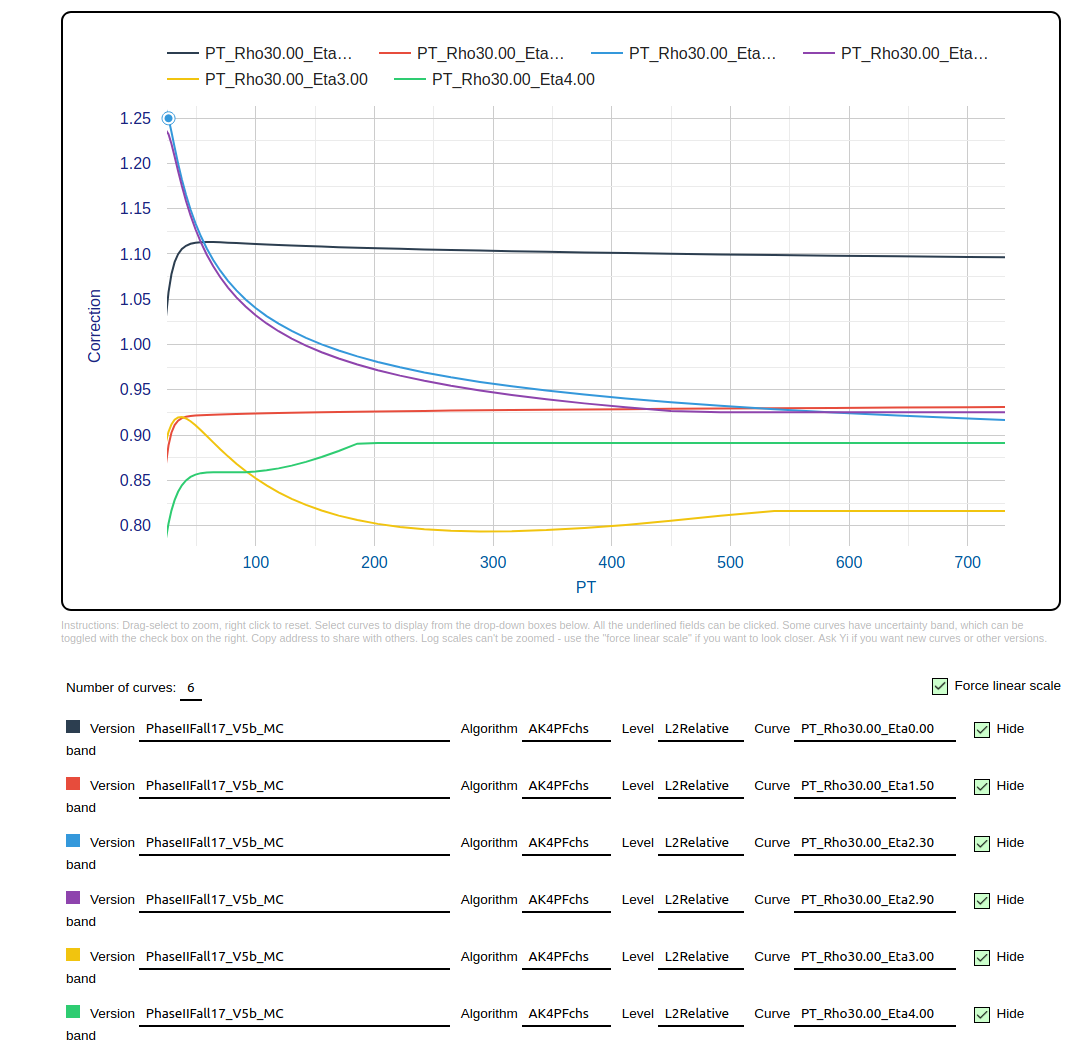 PT_Rho30.00_Eta… PT_Rho30.00_Eta… PT_Rho30.00_Eta… PT_Rho30.00_Eta…
PT_Rho30.00_Eta3.00 PT_Rho30.00_Eta4.00
1.25
1.20
1.15
1.10
1.05
1.00
0.95
0.90
0.85
0.80
Correction
100 200 300 400 500 600 700
PT
Instructions: Drag-select to zoom, right click to reset. Select curves to display from the drop-down boxes below. All the underlined fields can be clicked. Some curves have uncertainty band, which can be
toggled with the check box on the right. Copy address to share with others. Log scales can't be zoomed - use the "force linear scale" if you want to look closer. Ask Yi if you want new curves or other versions.
Number of curves: 6 Force linear scale
Version PhaseIIFall17_V5b_MC Algorithm AK4PFchs Level L2Relative Curve PT_Rho30.00_Eta0.00 Hide
band
Version PhaseIIFall17_V5b_MC Algorithm AK4PFchs Level L2Relative Curve PT_Rho30.00_Eta1.50 Hide
band
Version PhaseIIFall17_V5b_MC Algorithm AK4PFchs Level L2Relative Curve PT_Rho30.00_Eta2.30 Hide
band
Version PhaseIIFall17_V5b_MC Algorithm AK4PFchs Level L2Relative Curve PT_Rho30.00_Eta2.90 Hide
band
Version PhaseIIFall17_V5b_MC Algorithm AK4PFchs Level L2Relative Curve PT_Rho30.00_Eta3.00 Hide
band
Version PhaseIIFall17_V5b_MC Algorithm AK4PFchs Level L2Relative Curve PT_Rho30.00_Eta4.00 Hide
band